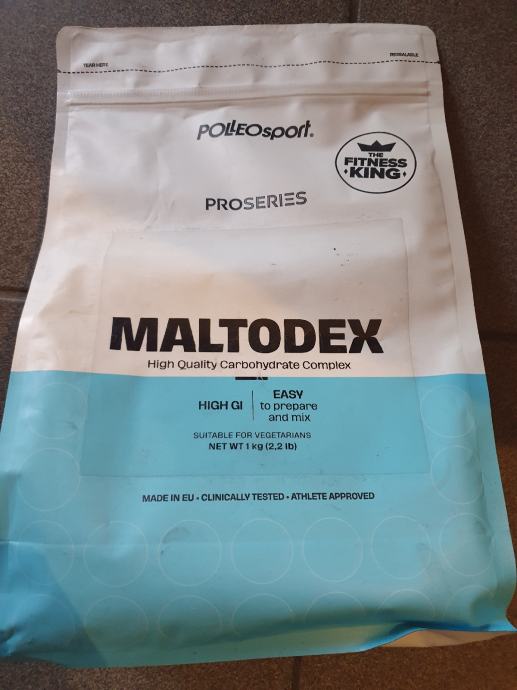 TEAR HERE
RESEALABLE
POLLEOsport.
THE
FITNESS
KING
PROSERIES
MALTODEX
High Quality Carbohydrate Complex
HIGH GI
EASY
to prepare
and mix
SUITABLE FOR VEGETARIANS
NET WT 1 kg (2,2 lb)
MADE IN EU • CLINICALLY TESTED • ATHLETE APPROVED